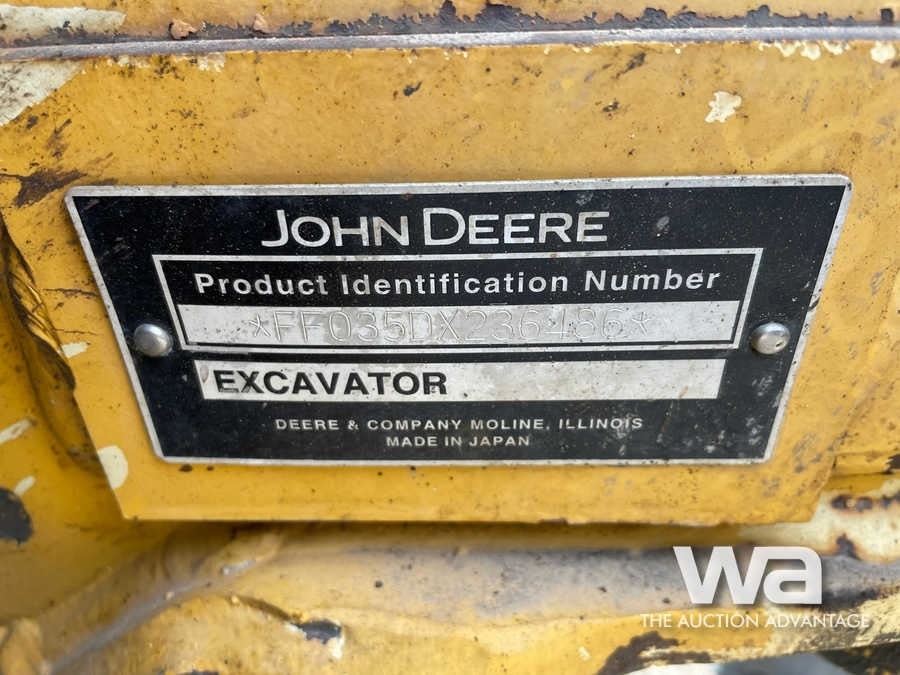 JOHN DEERE
Product Identification Number
*FF035DX236486*
EXCAVATOR
DEERE & COMPANY MOLINE, ILLINOIS
MADE IN JAPAN
wa
THE AUCTION ADVANTAGE